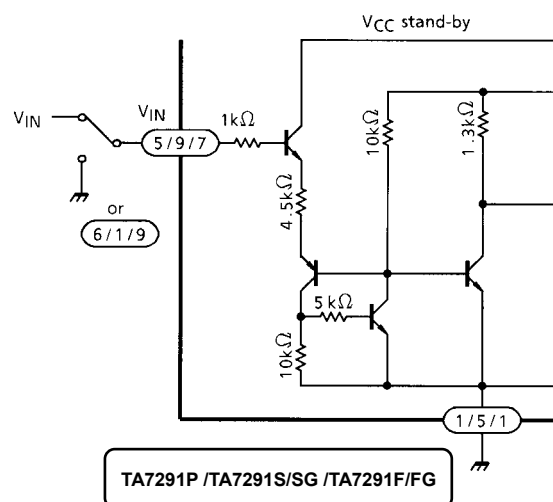 VCC stand-by
VIN
VIN
5 / 9 / 7
1kΩ
10kΩ
1.3kΩ
4.5kΩ
or
6 / 1 / 9
5kΩ
10kΩ
1 / 5 / 1
TA7291P /TA7291S/SG /TA7291F/FG